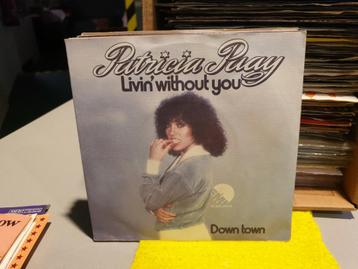 Patricia Paay
Livin' without you
Down town